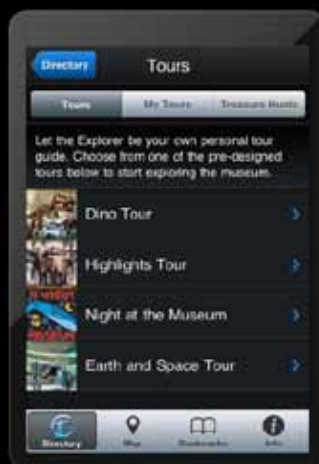 Directory
Tours
Tours
My Tours
Treasure Hunts
Let the Explorer be your own personal tour
guide. Choose from one of the pre-designed
tours below to start exploring the museum.
Dino Tour
Highlights Tour
Night at the Museum
Earth and Space Tour
Directory
Map
Bookmarks
Info